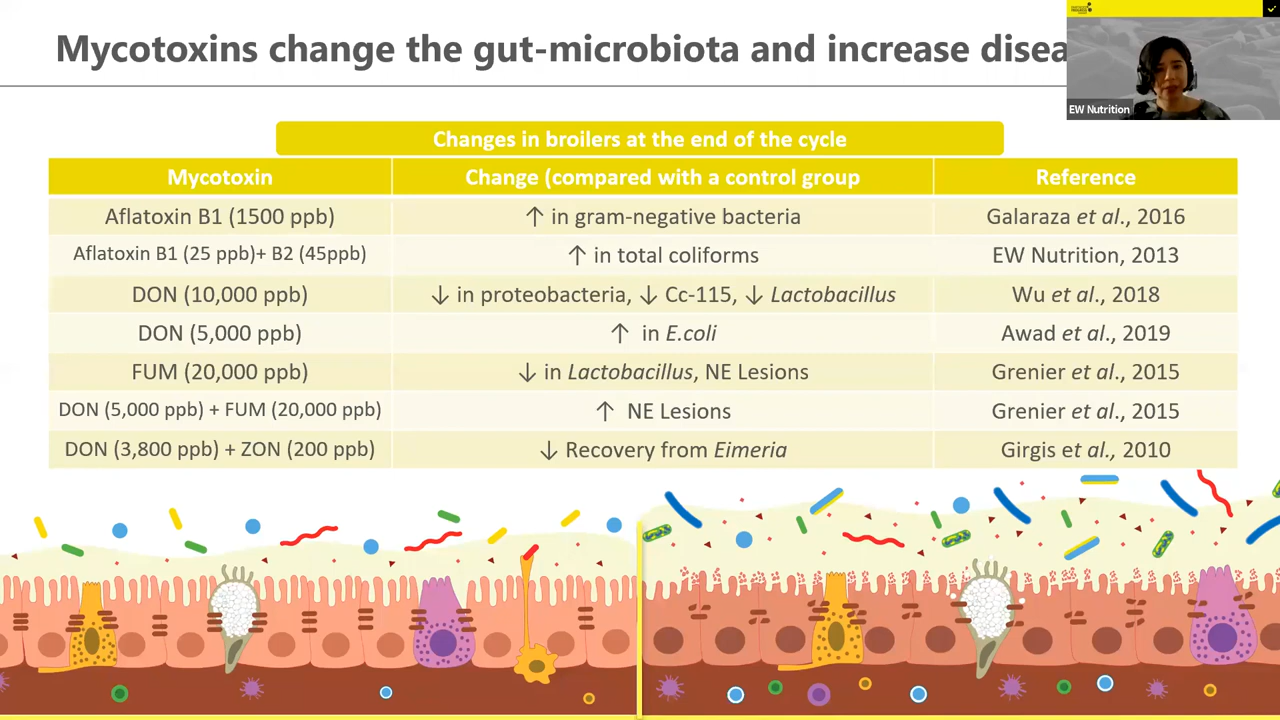 Mycotoxins change the gut-microbiota and increase disea
EW Nutrition
Changes in broilers at the end of the cycle
Mycotoxin Change (compared with a control group Reference
Aflatoxin B1 (1500 ppb) ↑ in gram-negative bacteria Galaraza et al., 2016
Aflatoxin B1 (25 ppb)+ B2 (45ppb) ↑ in total coliforms EW Nutrition, 2013
DON (10,000 ppb) ↓ in proteobacteria, ↓ Cc-115, ↓ Lactobacillus Wu et al., 2018
DON (5,000 ppb) ↑ in E.coli Awad et al., 2019
FUM (20,000 ppb) ↓ in Lactobacillus, NE Lesions Grenier et al., 2015
DON (5,000 ppb) + FUM (20,000 ppb) ↑ NE Lesions Grenier et al., 2015
DON (3,800 ppb) + ZON (200 ppb) ↓ Recovery from Eimeria Girgis et al., 2010